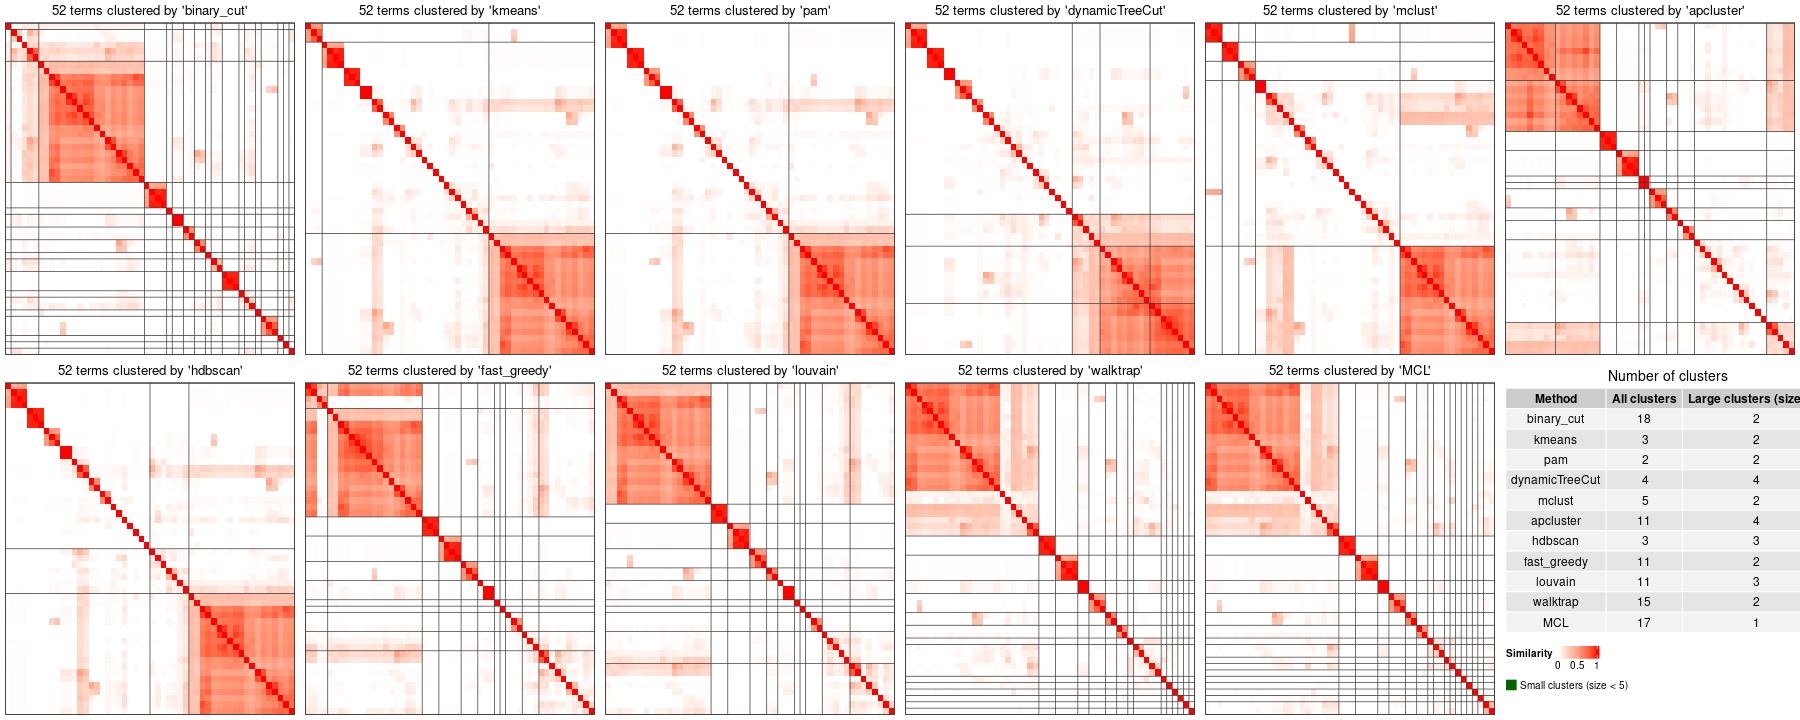 52 terms clustered by 'binary_cut'
52 terms clustered by 'kmeans'
52 terms clustered by 'pam'
52 terms clustered by 'dynamicTreeCut'
52 terms clustered by 'mclust'
52 terms clustered by 'apcluster'
52 terms clustered by 'hdbscan'
52 terms clustered by 'fast_greedy'
52 terms clustered by 'louvain'
52 terms clustered by 'walktrap'
52 terms clustered by 'MCL'
Number of clusters
Method All clusters Large clusters (size
binary_cut 18 2
kmeans 3 2
pam 2 2
dynamicTreeCut 4 4
mclust 5 2
apcluster 11 4
hdbscan 3 3
fast_greedy 11 2
louvain 11 3
walktrap 15 2
MCL 17 1
Similarity
0 0.5 1
Small clusters (size < 5)